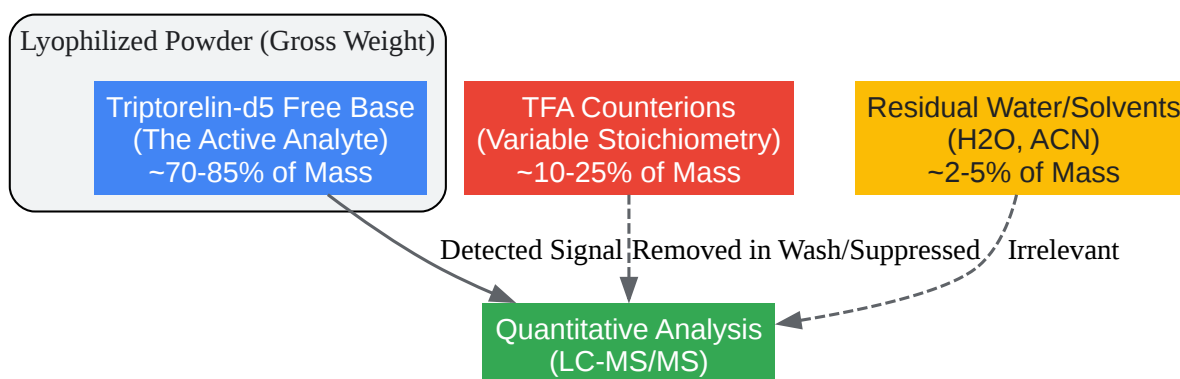 Lyophilized Powder (Gross Weight)
Triptorelin-d5 Free Base
(The Active Analyte)
~70-85% of Mass
TFA Counterions
(Variable Stoichiometry)
~10-25% of Mass
Residual Water/Solvents
(H2O, ACN)
~2-5% of Mass
Detected Signal
Removed in Wash/Suppressed
Irrelevant
Quantitative Analysis
(LC-MS/MS)